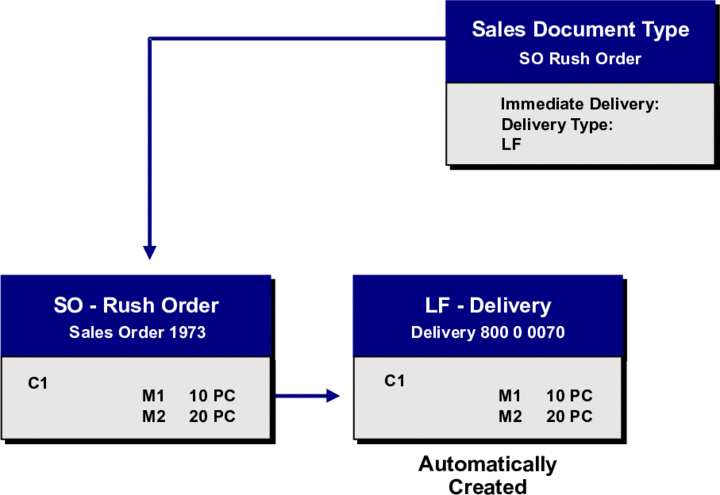 Sales Document Type
SO Rush Order
Immediate Delivery:
Delivery Type:
LF
SO - Rush Order
Sales Order 1973
C1
M1 10 PC
M2 20 PC
LF - Delivery
Delivery 800 0 0070
C1
M1 10 PC
M2 20 PC
Automatically
Created